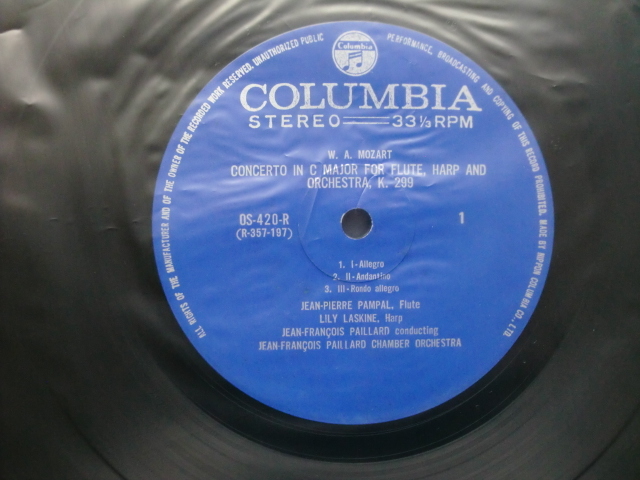 ALL RIGHTS OF THE MANUFACTURER AND OF THE OWNER OF THE RECORDED WORK RESERVED. UNAUTHORIZED PUBLIC PERFORMANCE, BROADCASTING AND COPYING OF THIS RECORD PROHIBITED. MADE BY NIPPON COLUMBIA CO., LTD.
Columbia
COLUMBIA
STEREO 33⅓ RPM
W. A. MOZART
CONCERTO IN C MAJOR FOR FLUTE, HARP AND
ORCHESTRA, K. 299
OS-420-R 1
(R-357-197)
1. I-Allegro
2. II-Andantino
3. III-Rondo allegro
JEAN-PIERRE PAMPAL, Flute
LILY LASKINE, Harp
JEAN-FRANÇOIS PAILLARD conducting
JEAN-FRANÇOIS PAILLARD CHAMBER ORCHESTRA